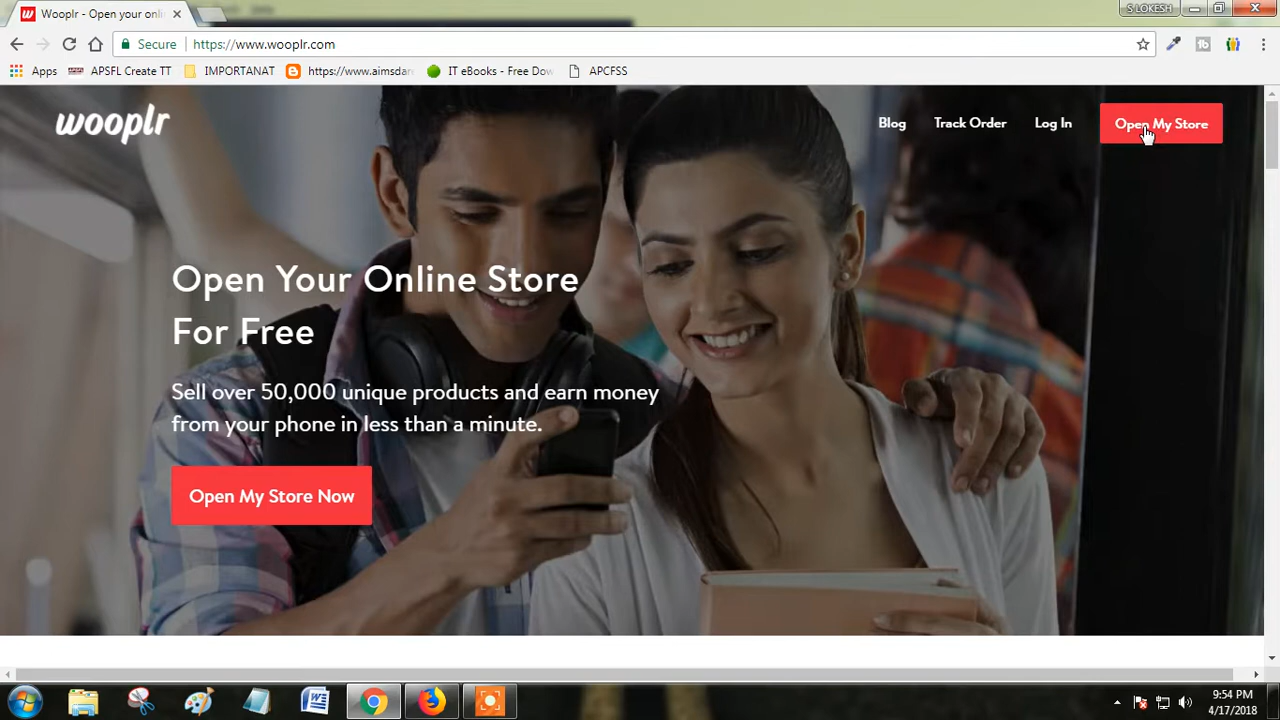 Wooplr - Open your onli
S LOKESH
Secure
https://www.wooplr.com
Apps
APSFL Create TT
IMPORTANAT
https://www.aimsdar
IT eBooks - Free Dow
APCFSS
wooplr
Blog
Track Order
Log In
Open My Store
Open Your Online Store
For Free
Sell over 50,000 unique products and earn money
from your phone in less than a minute.
Open My Store Now
9:54 PM
4/17/2018